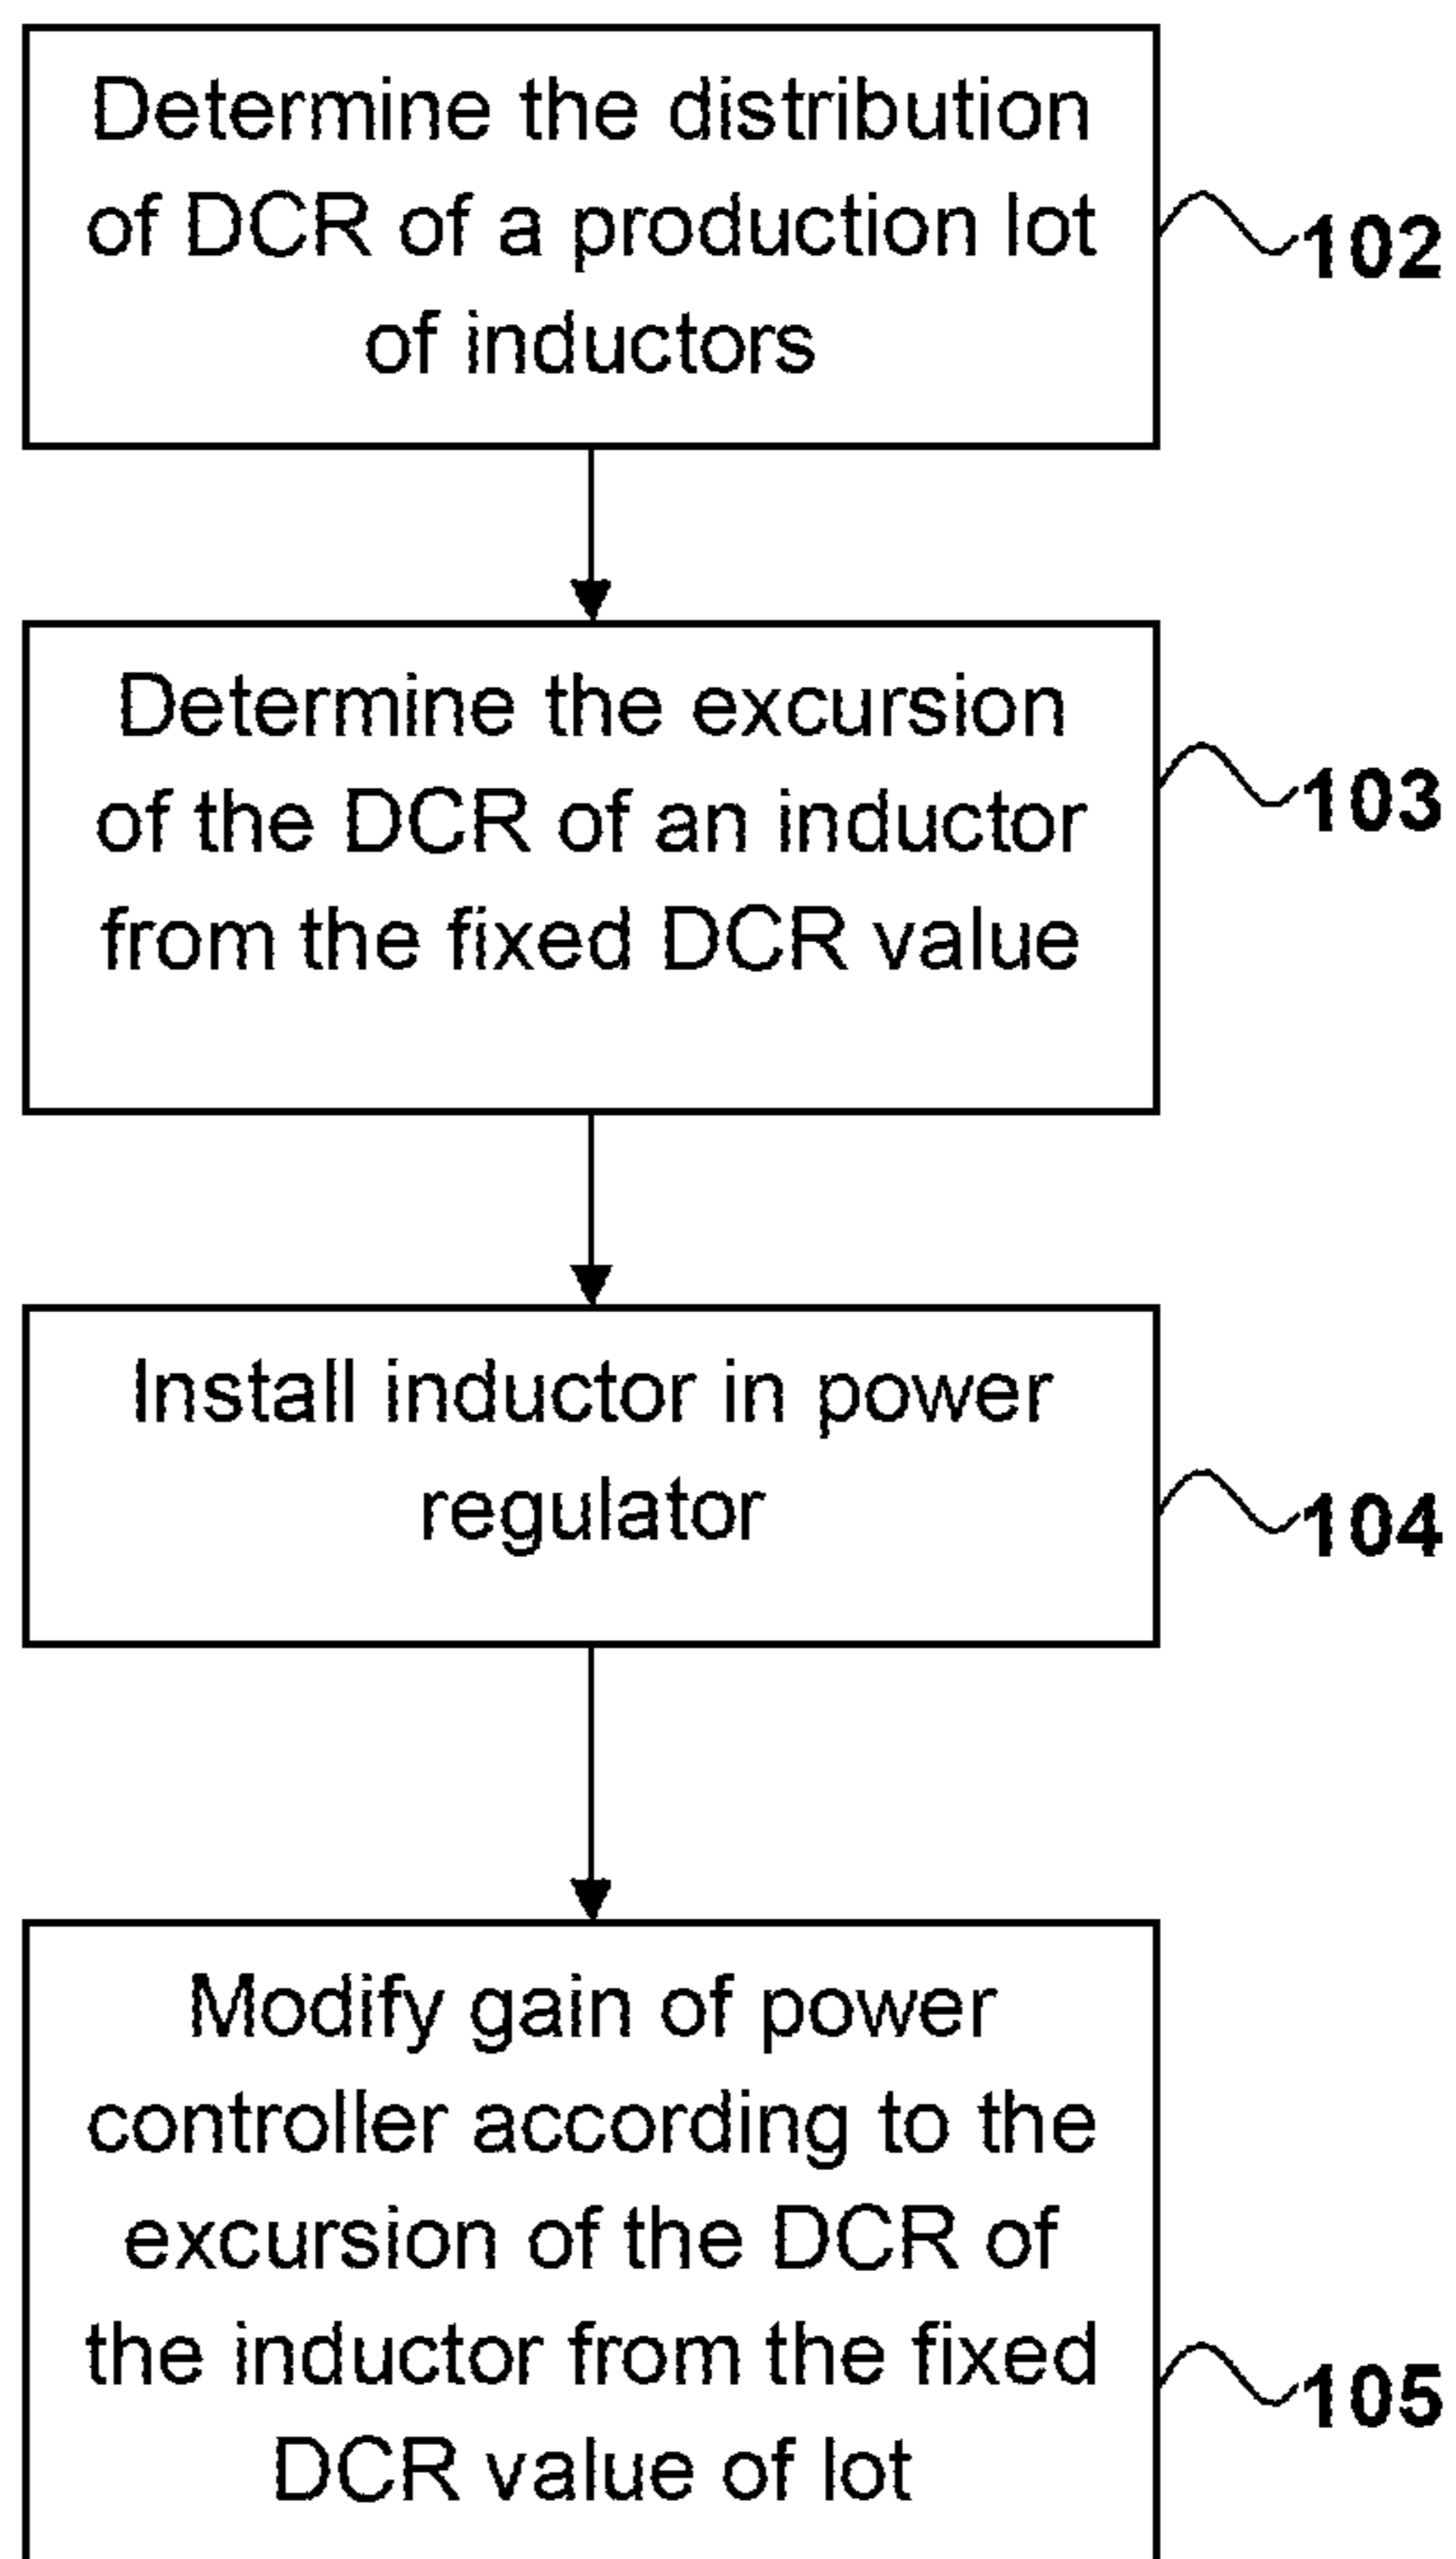 Determine the distribution
of DCR of a production lot
of inductors
102
Determine the excursion
of the DCR of an inductor
from the fixed DCR value
103
Install inductor in power
regulator
104
Modify gain of power
controller according to the
excursion of the DCR of
the inductor from the fixed
DCR value of lot
105